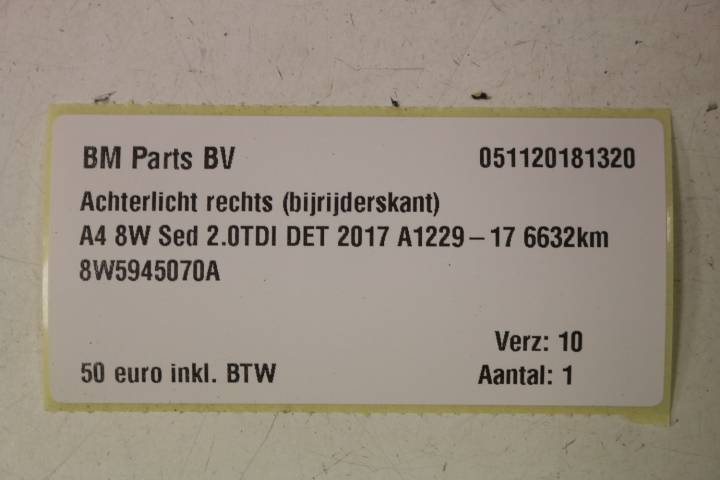 BM Parts BV 051120181320
Achterlicht rechts (bijrijderskant)
A4 8W Sed 2.0TDI DET 2017 A1229-17 6632km
8W5945070A
Verz: 10
50 euro inkl. BTW Aantal: 1